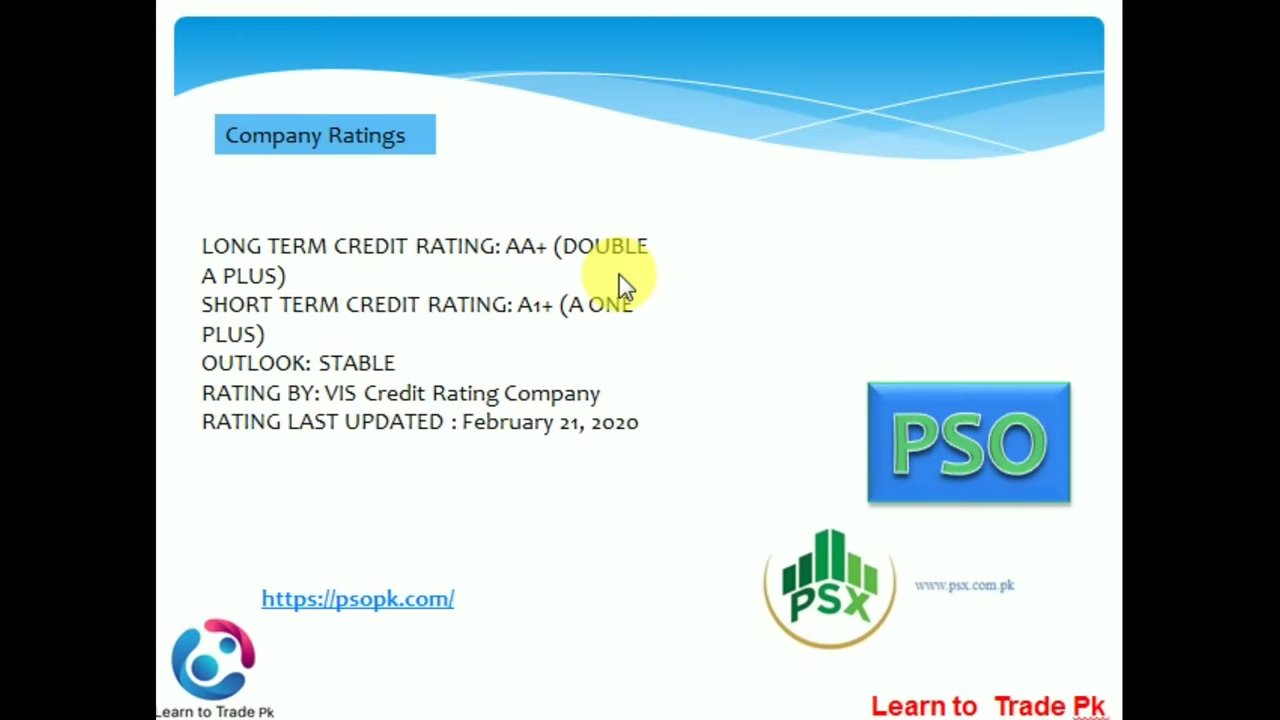 Company Ratings
LONG TERM CREDIT RATING: AA+ (DOUBLE
A PLUS)
SHORT TERM CREDIT RATING: A1+ (A ONE
PLUS)
OUTLOOK: STABLE
RATING BY: VIS Credit Rating Company
RATING LAST UPDATED : February 21, 2020
PSO
PSX
www.psx.com.pk
https://psopk.com/
Learn to Trade Pk
Learn to Trade Pk